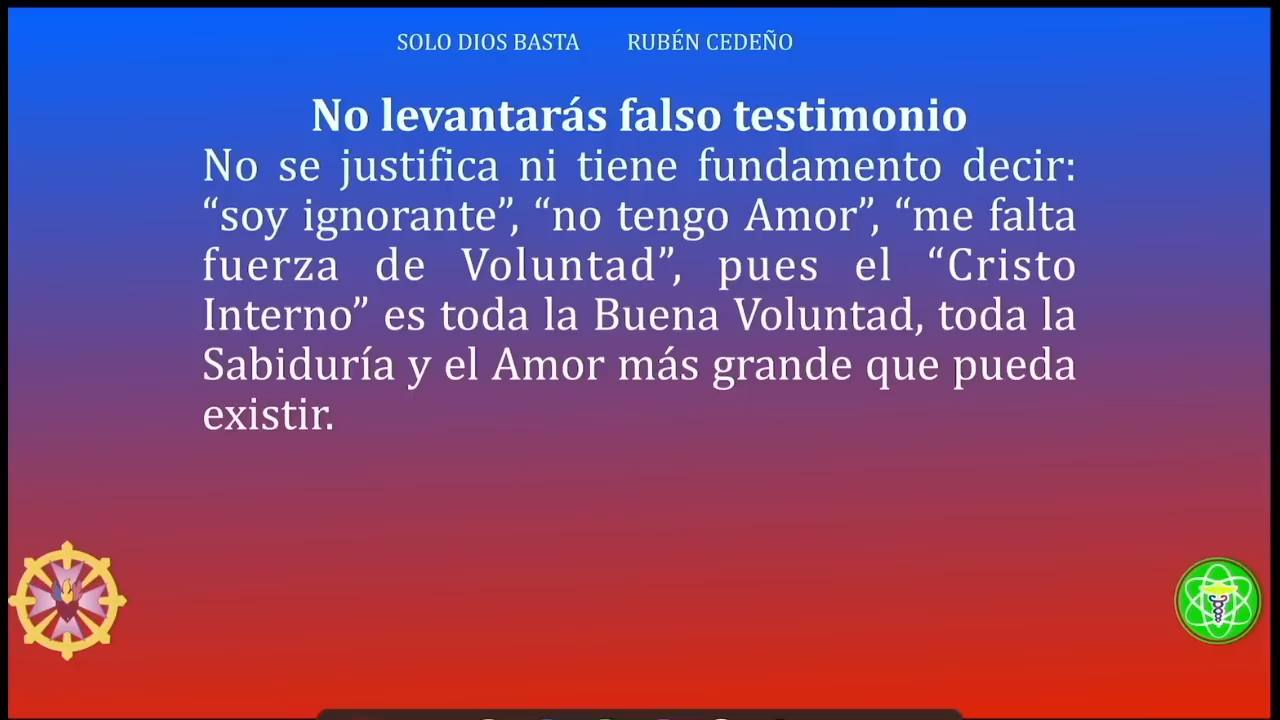 SOLO DIOS BASTA RUBÉN CEDEÑO
No levantarás falso testimonio
No se justifica ni tiene fundamento decir:
“soy ignorante”, “no tengo Amor”, “me falta
fuerza de Voluntad”, pues el “Cristo
Interno” es toda la Buena Voluntad, toda la
Sabiduría y el Amor más grande que pueda
existir.